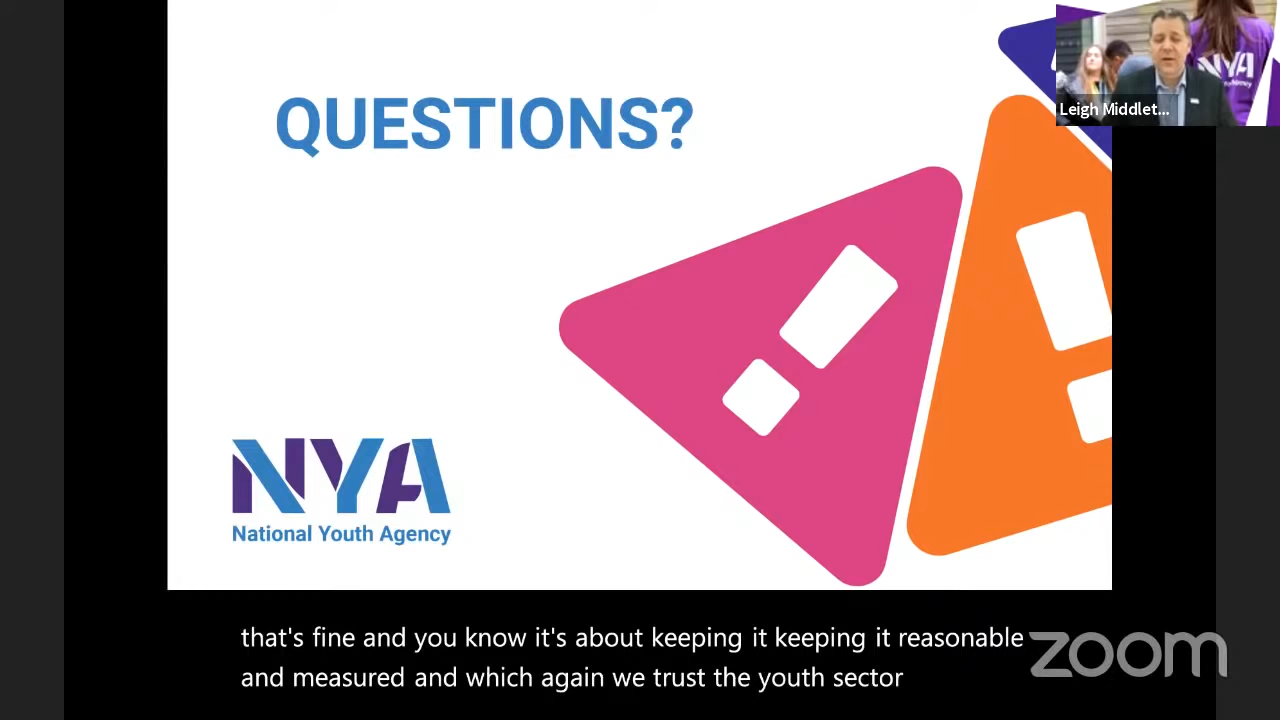 QUESTIONS?
NYA
Leigh Middlet...
NYA
National Youth Agency
that's fine and you know it's about keeping it keeping it reasonable
and measured and which again we trust the youth sector
zoom